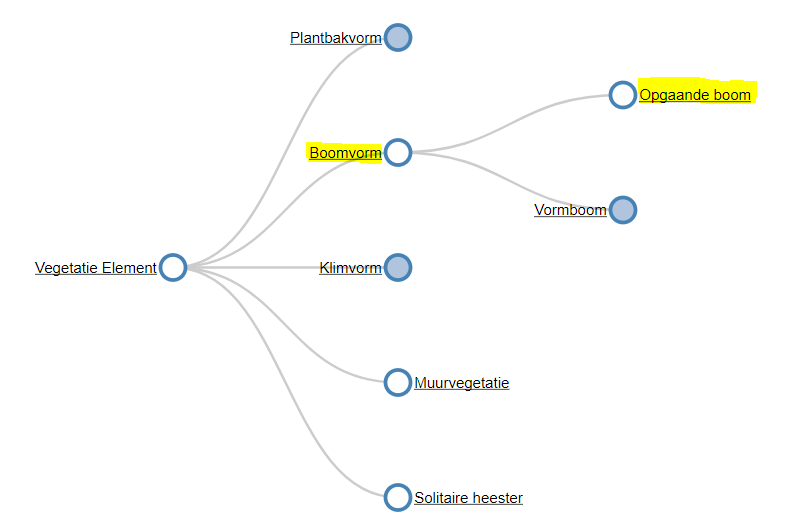 Plantbakvorm
Opgaande boom
Boomvorm
Vormboom
Vegetatie Element
Klimvorm
Muurvegetatie
Solitaire heester